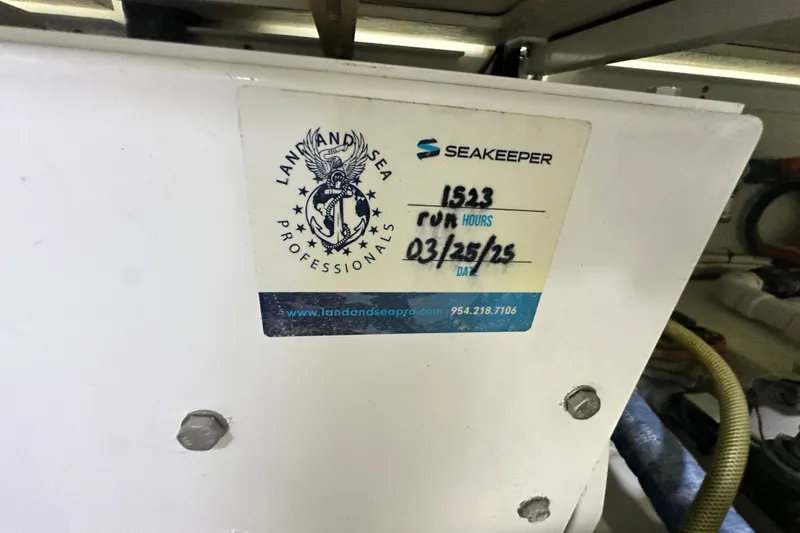 LAND AND SEA
PROFESSIONALS
SEAKEEPER
1523
run HOURS
03/25/25
DATE
www.landandseapro.com 954.218.7106